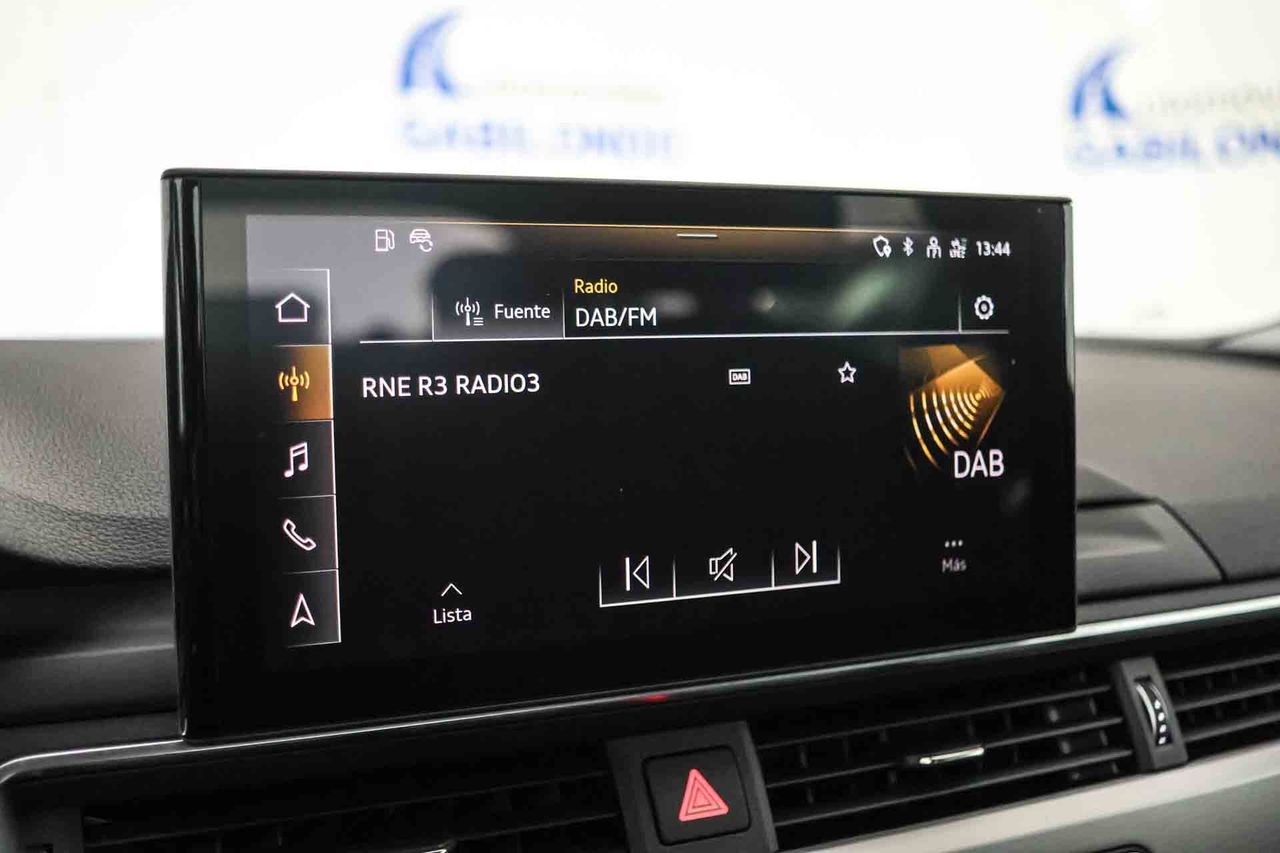 13:44
Fuente
Radio
DAB/FM
RNE R3 RADIO3
DAB
DAB
Lista
Más